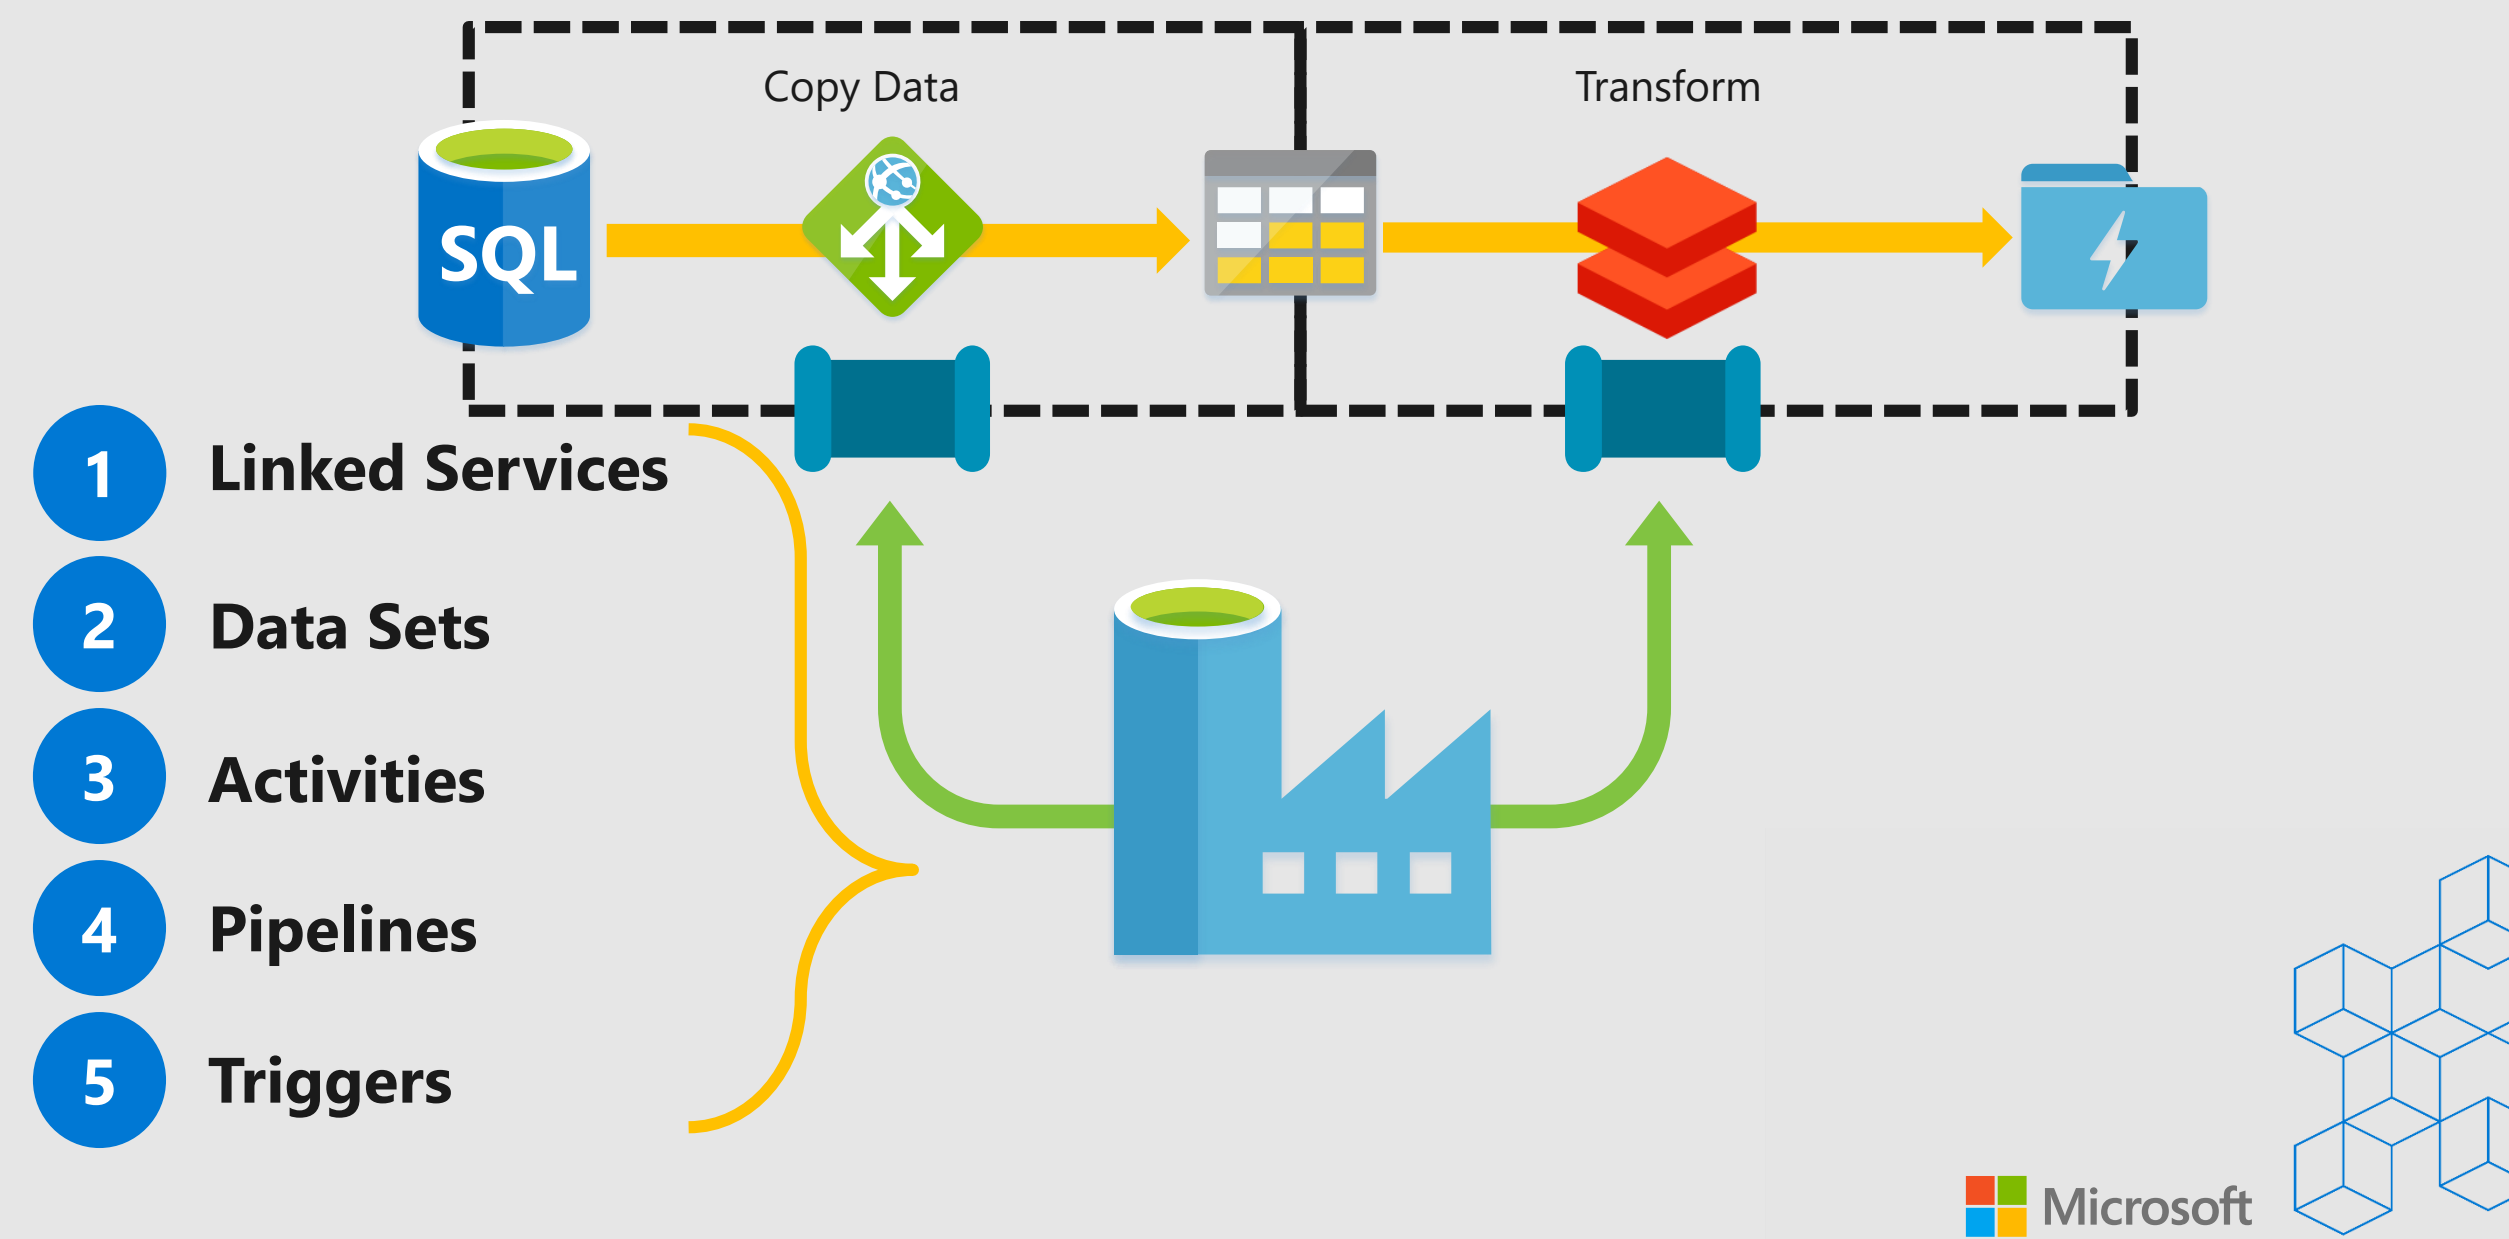 Copy Data
Transform
SQL
1 Linked Services
2 Data Sets
3 Activities
4 Pipelines
5 Triggers
Microsoft